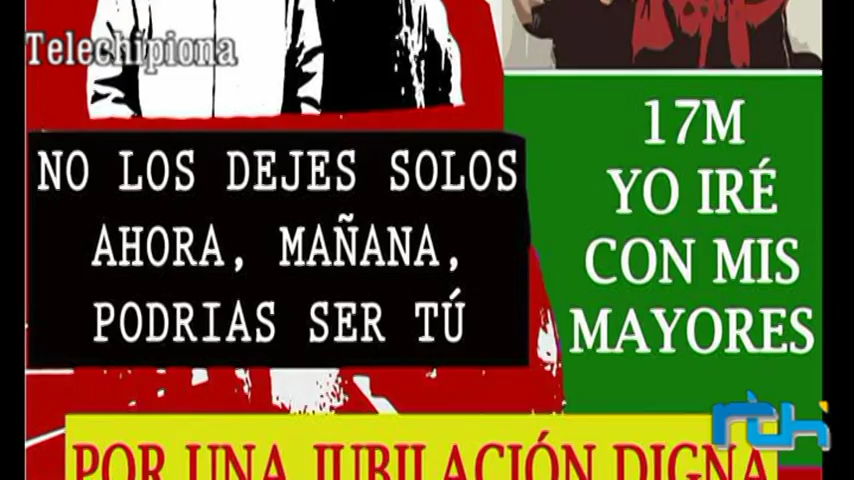 Telechipiona
NO LOS DEJES SOLOS
AHORA, MAÑANA,
PODRIAS SER TÚ
17M
YO IRÉ
CON MIS
MAYORES
rtch
POR UNA JUBILACIÓN DIGNA